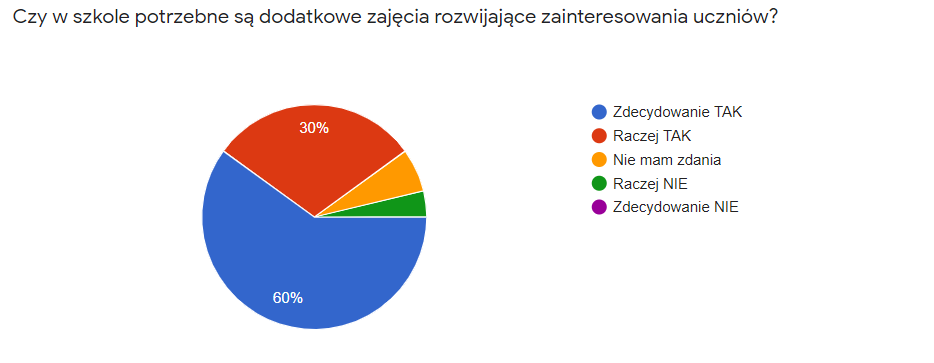 Czy w szkole potrzebne są dodatkowe zajęcia rozwijające zainteresowania uczniów?
30%
60%
Zdecydowanie TAK
Raczej TAK
Nie mam zdania
Raczej NIE
Zdecydowanie NIE